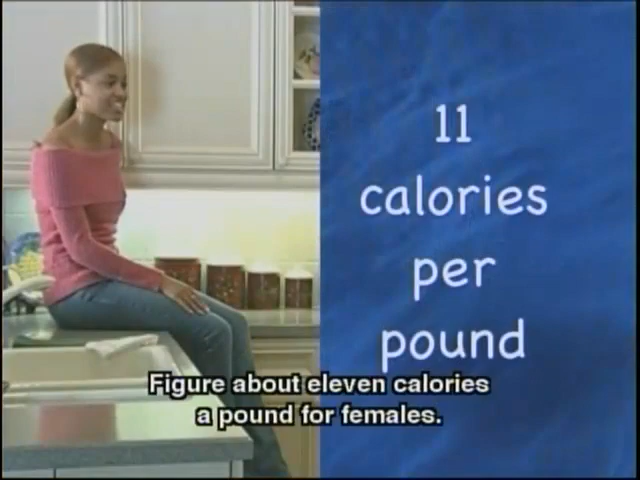 11
calories
per
pound
Figure about eleven calories
a pound for females.